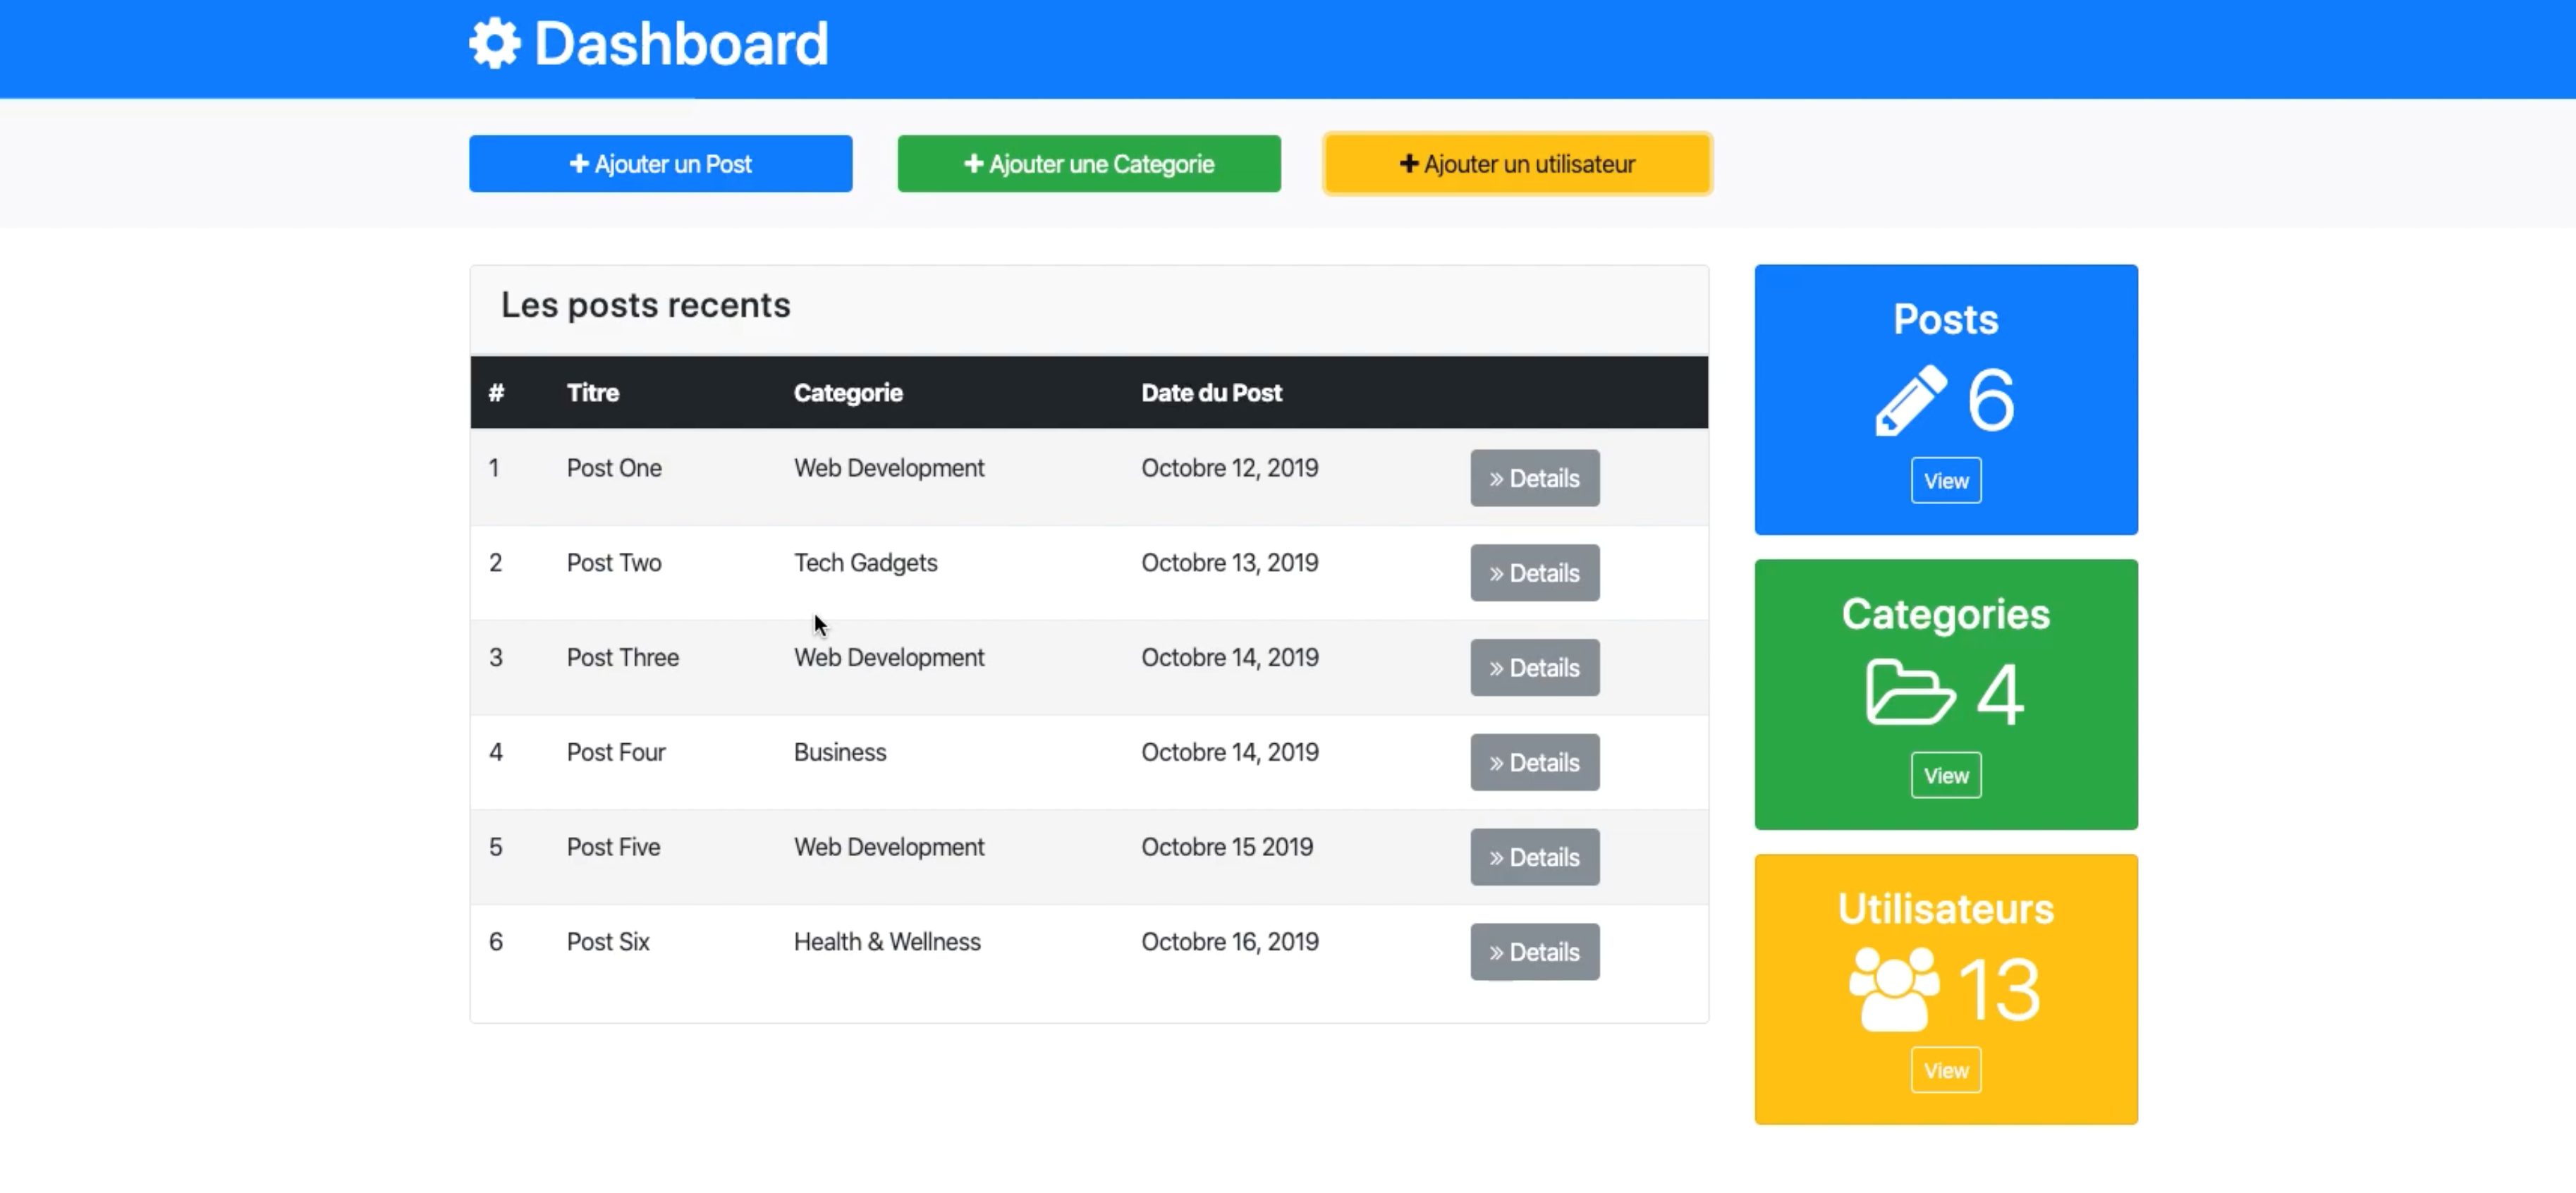 Dashboard
+ Ajouter un Post
+ Ajouter une Categorie
+ Ajouter un utilisateur
Les posts recents
# Titre Categorie Date du Post
1 Post One Web Development Octobre 12, 2019 » Details
2 Post Two Tech Gadgets Octobre 13, 2019 » Details
3 Post Three Web Development Octobre 14, 2019 » Details
4 Post Four Business Octobre 14, 2019 » Details
5 Post Five Web Development Octobre 15 2019 » Details
6 Post Six Health & Wellness Octobre 16, 2019 » Details
Posts
6
View
Categories
4
View
Utilisateurs
13
View